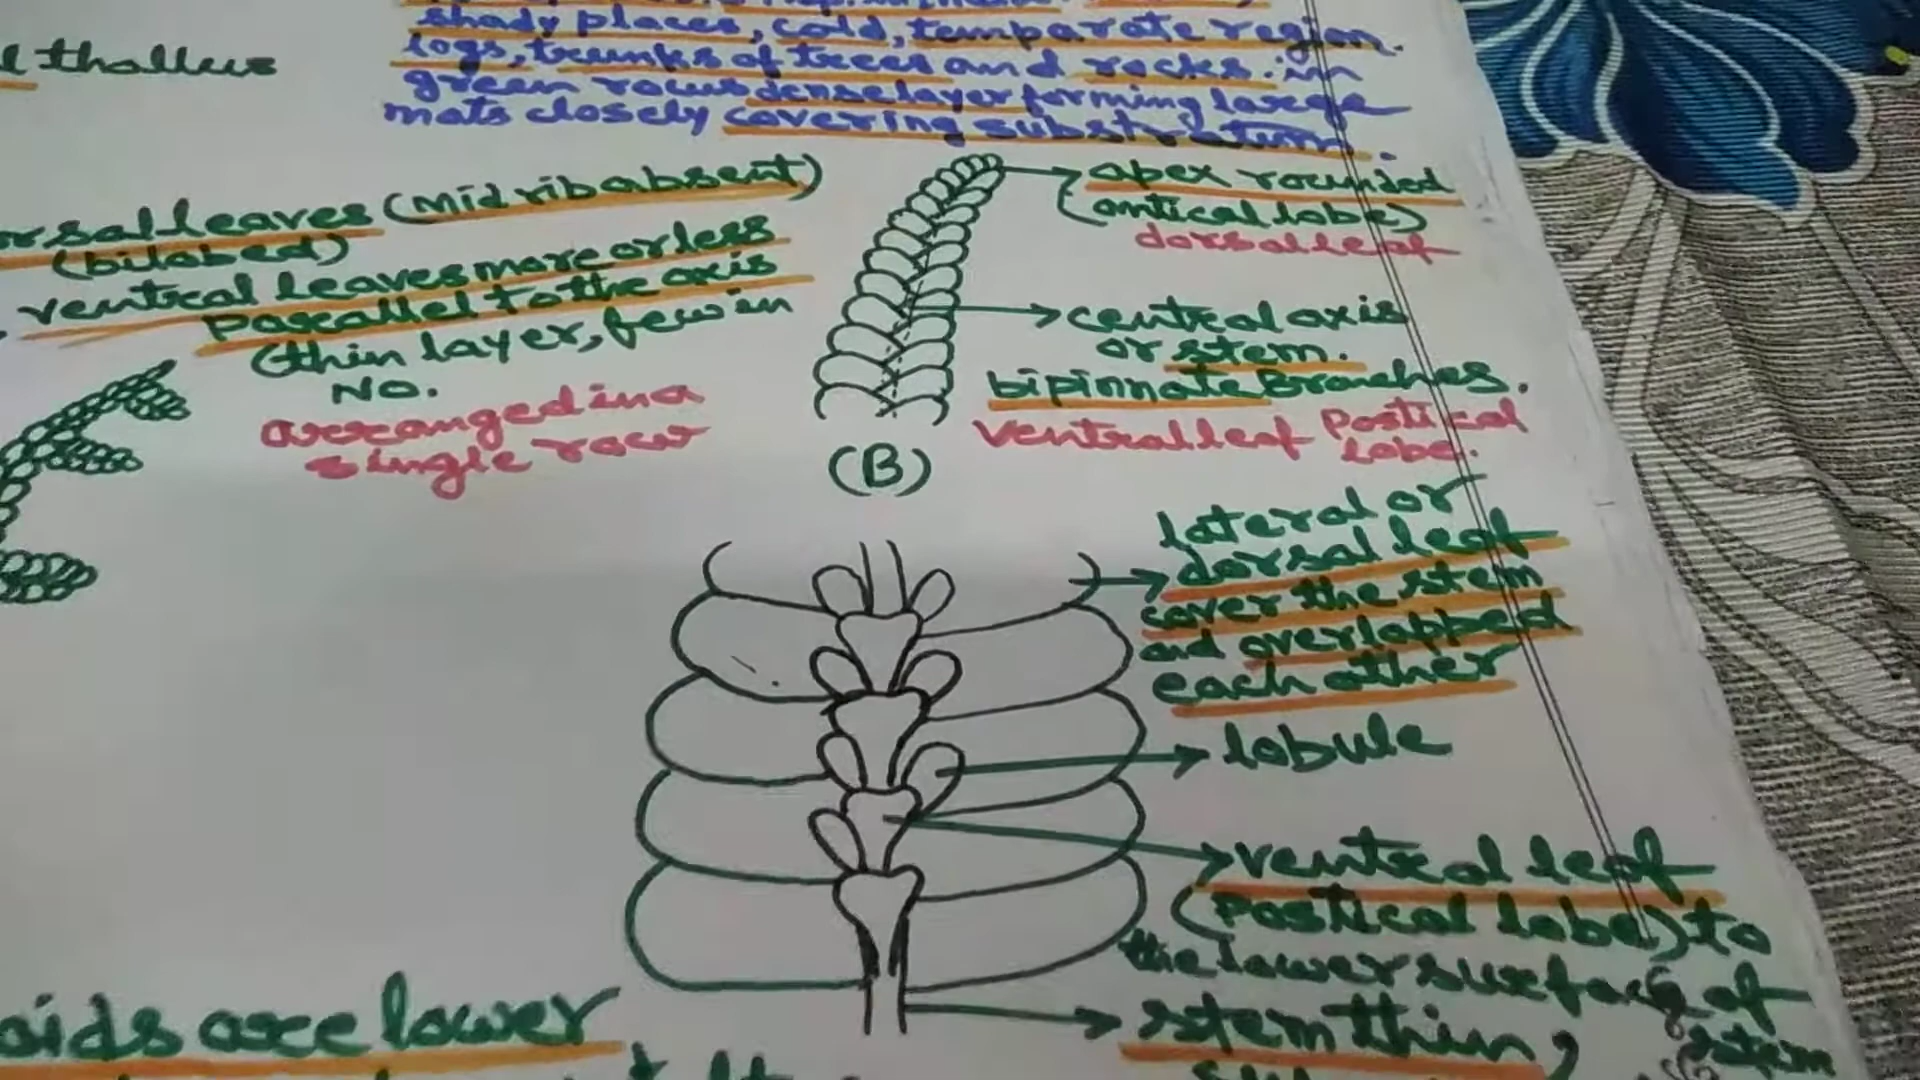 shady places, cold, temparate region.
logs, trunks of trees and rocks. in
green rows dense layer forming large
mats closely covering substratum.
thallus
apex rounded
(antical lobe)
dorsal leaf
leaves (Mid rib absent)
(bilobed)
ventral leaves more or less
parallel to the axis
(thin layer, few in
No.
arranged in a
single row
central axis
or stem.
bipinnate Branches.
Ventral leaf Postical
lobe.
(B)
lateral or
dorsal leaf
cover the stem
and overlapped
each other
lobule
ventral leaf
(Postical lobe) to
the lower surface of
stem
stem thin,
are lower